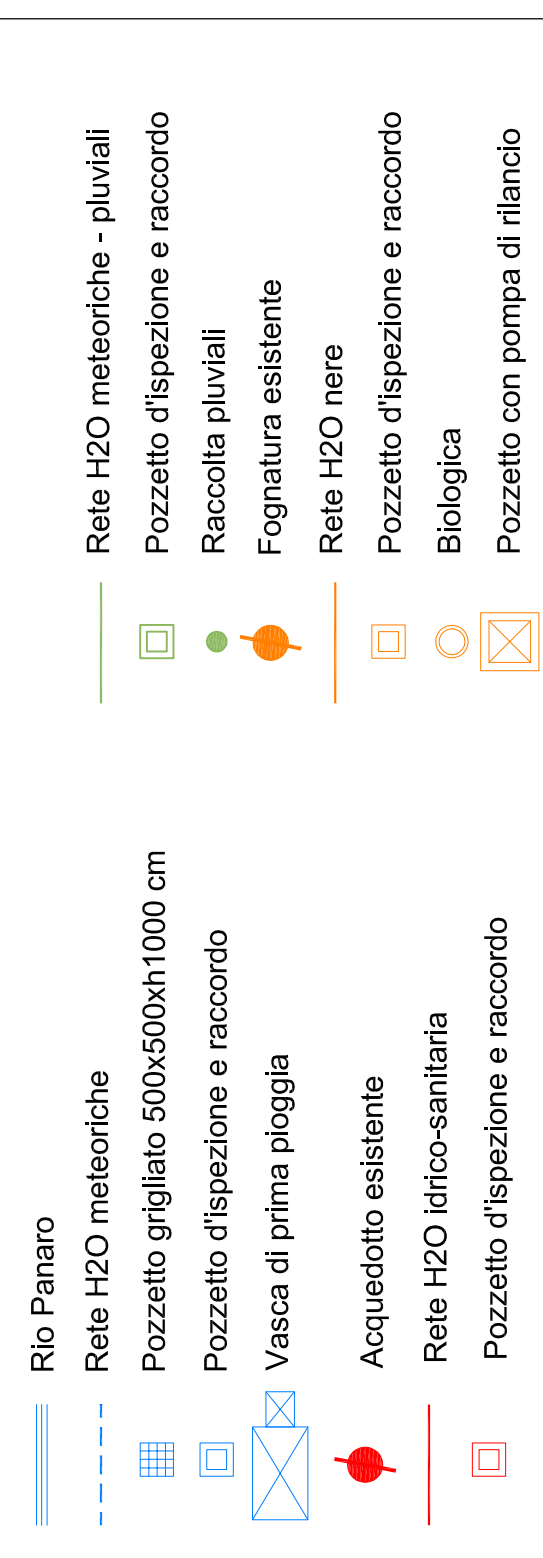 Rio Panaro
Rete H2O meteoriche
Pozzetto grigliato 500x500xh1000 cm
Pozzetto d'ispezione e raccordo
Vasca di prima pioggia
Acquedotto esistente
Rete H2O idrico-sanitaria
Pozzetto d'ispezione e raccordo
Rete H2O meteoriche - pluviali
Pozzetto d'ispezione e raccordo
Raccolta pluviali
Fognatura esistente
Rete H2O nere
Pozzetto d'ispezione e raccordo
Biologica
Pozzetto con pompa di rilancio